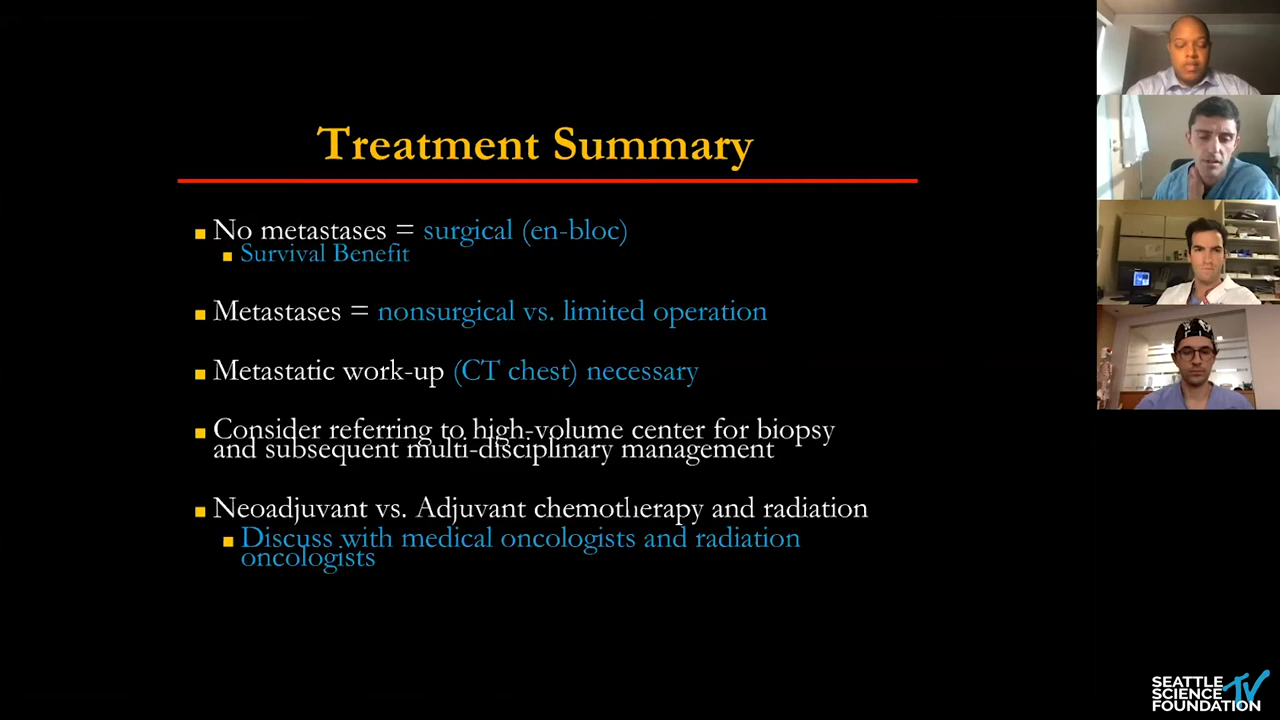 Treatment Summary
No metastases = surgical (en-bloc)
Survival Benefit
Metastases = nonsurgical vs. limited operation
Metastatic work-up (CT chest) necessary
Consider referring to high-volume center for biopsy
and subsequent multi-disciplinary management
Neoadjuvant vs. Adjuvant chemotherapy and radiation
Discuss with medical oncologists and radiation
oncologists
SEATTLE
SCIENCE
FOUNDATION
TV